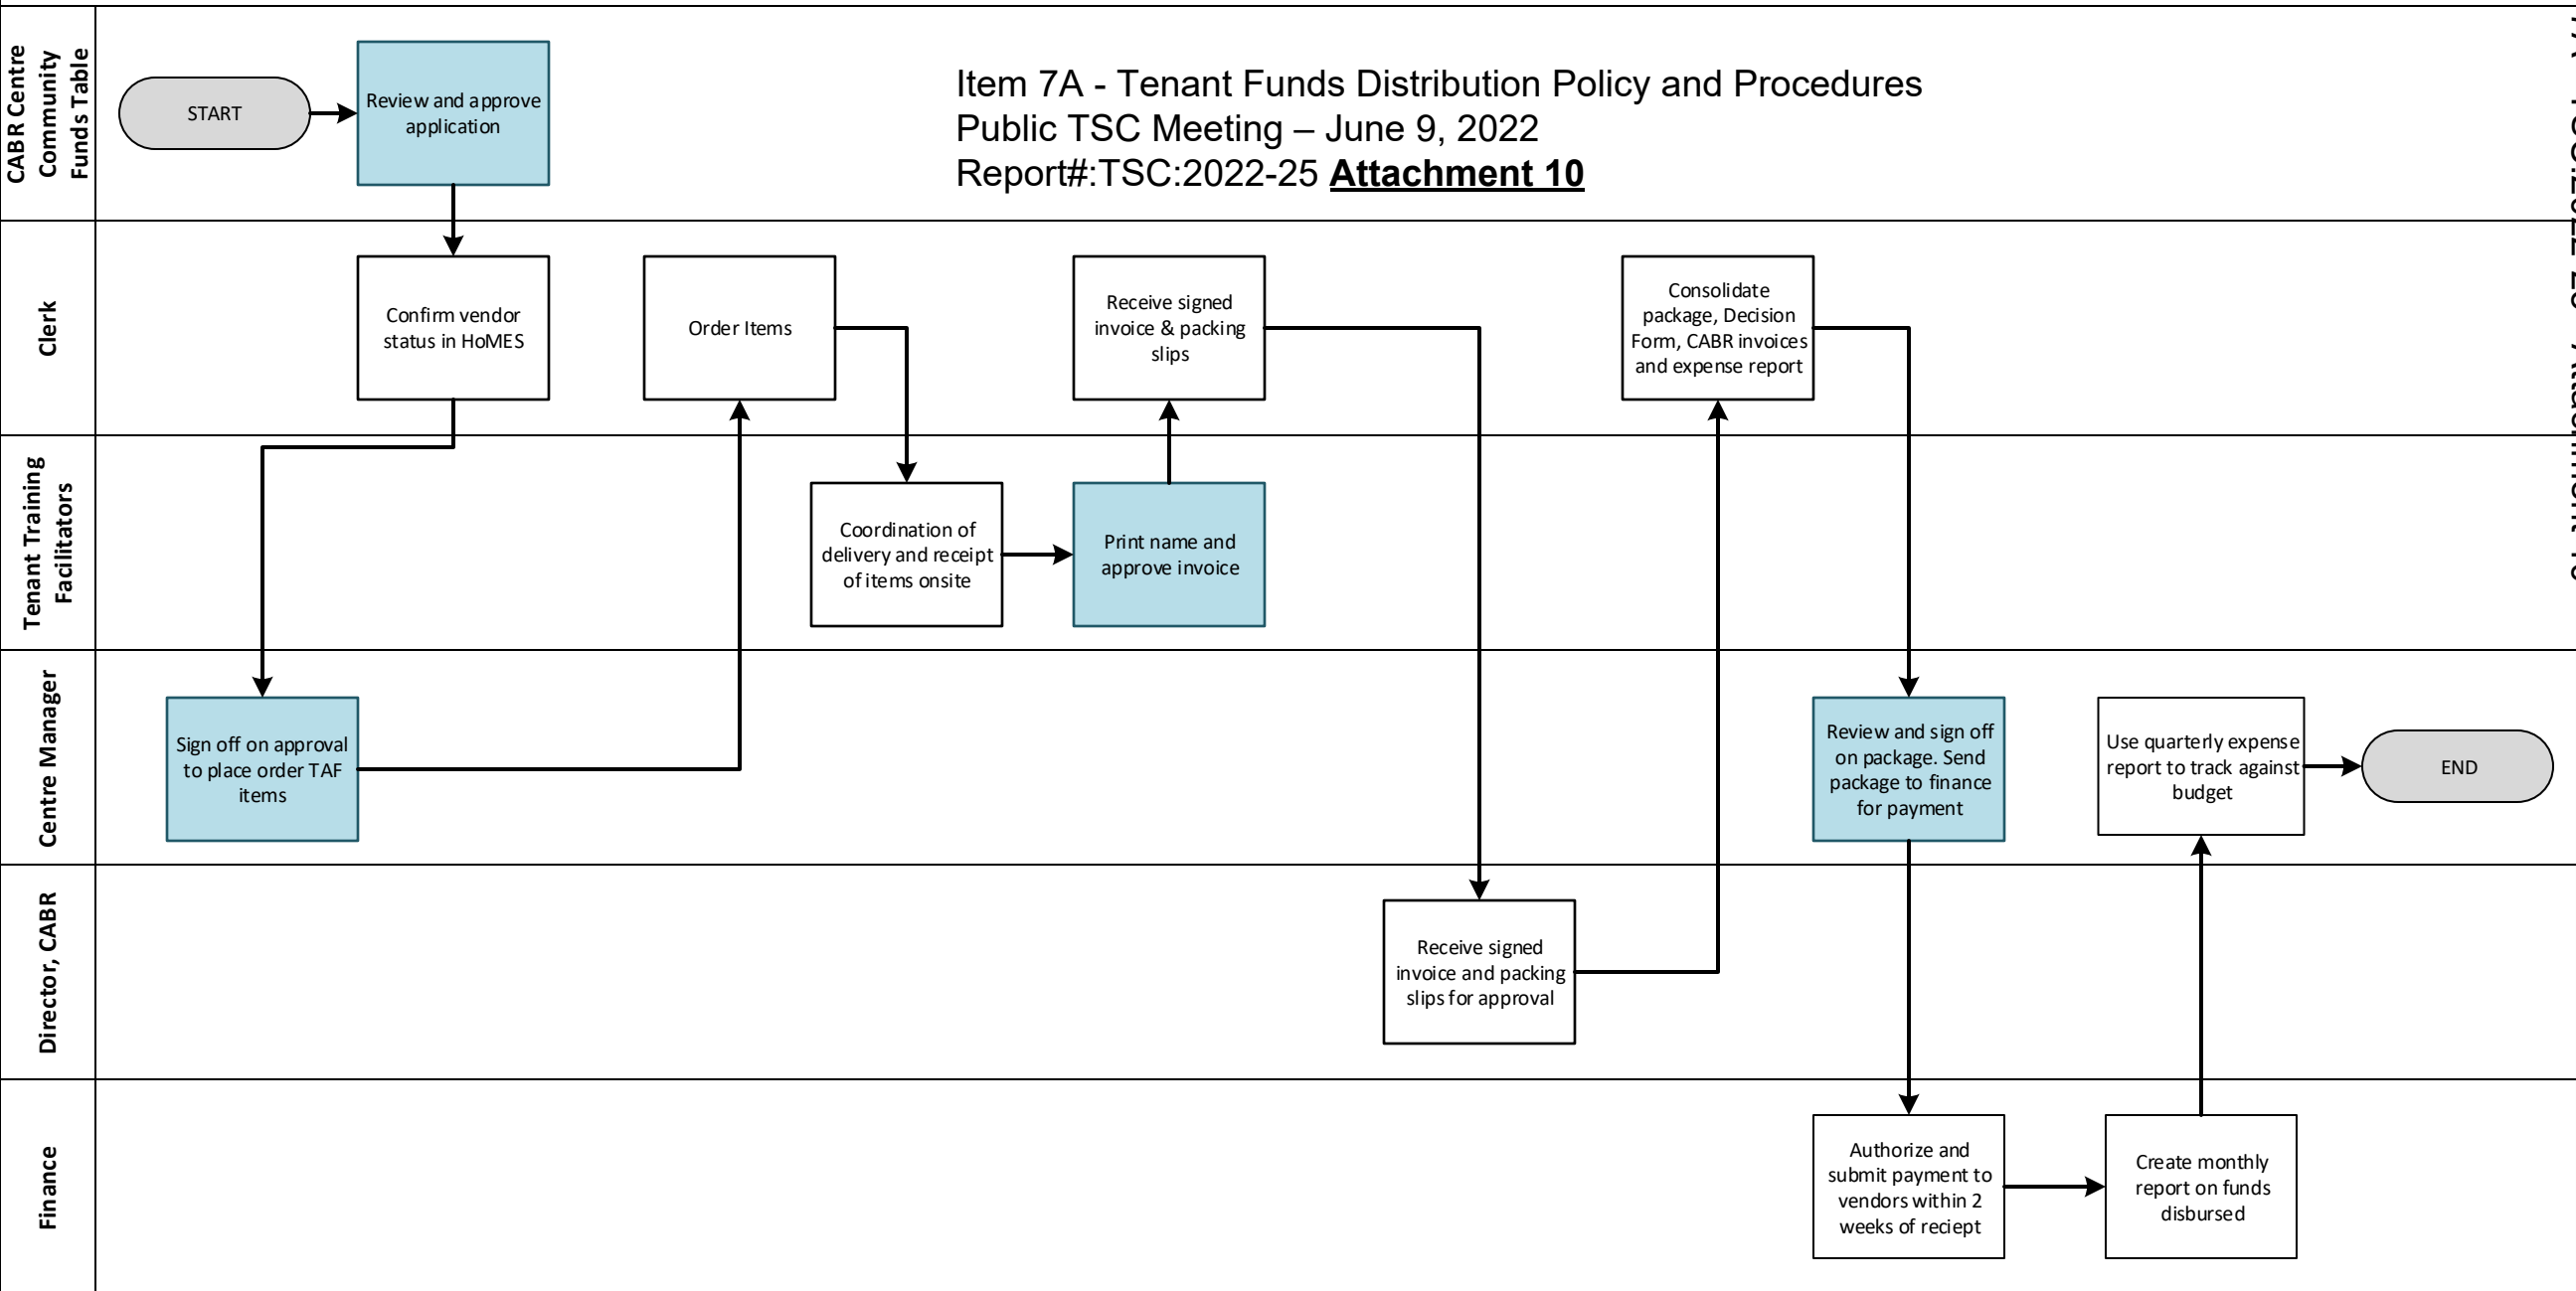 CABR Centre
Community
Funds Table
START
Review and approve
application
Item 7A - Tenant Funds Distribution Policy and Procedures
Public TSC Meeting – June 9, 2022
Report#:TSC:2022-25 Attachment 10
Clerk
Confirm vendor
status in HoMES
Order Items
Receive signed
invoice & packing
slips
Consolidate
package, Decision
Form, CABR invoices
and expense report
Tenant Training
Facilitators
Coordination of
delivery and receipt
of items onsite
Print name and
approve invoice
Centre Manager
Sign off on approval
to place order TAF
items
Review and sign off
on package. Send
package to finance
for payment
Use quarterly expense
report to track against
budget
END
Director, CABR
Receive signed
invoice and packing
slips for approval
Finance
Authorize and
submit payment to
vendors within 2
weeks of reciept
Create monthly
report on funds
disbursed